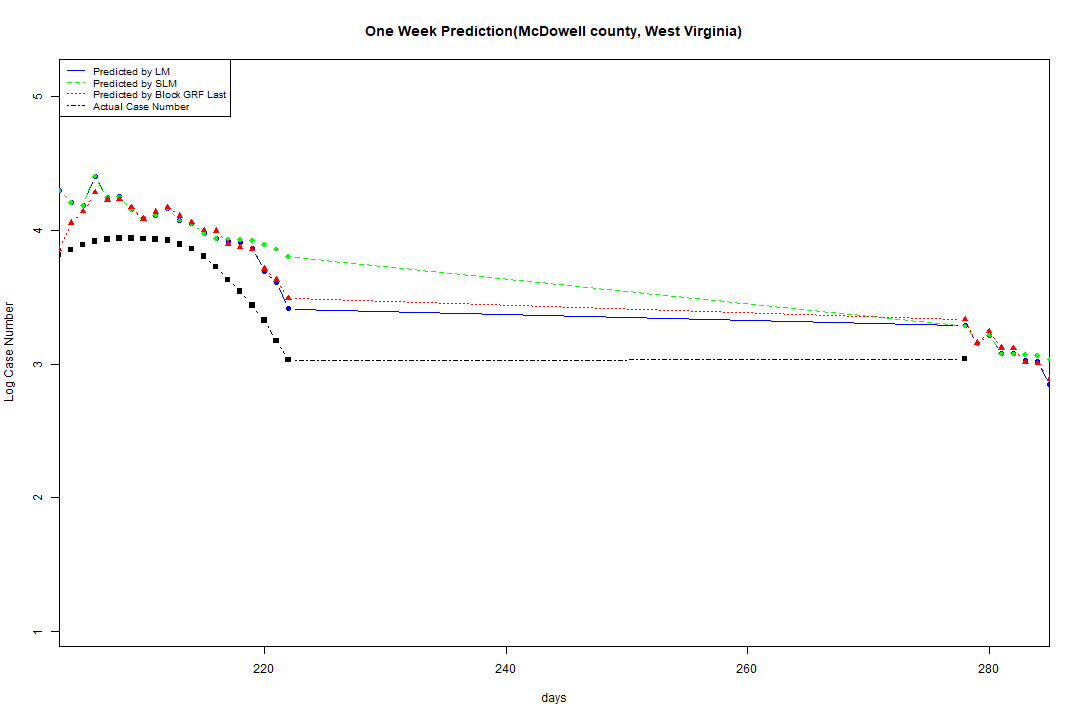 One Week Prediction(McDowell county, West Virginia)
Predicted by LM
Predicted by SLM
Predicted by Block GRF Last
Actual Case Number
5
4
3
2
1
Log Case Number
220
240
260
280
days